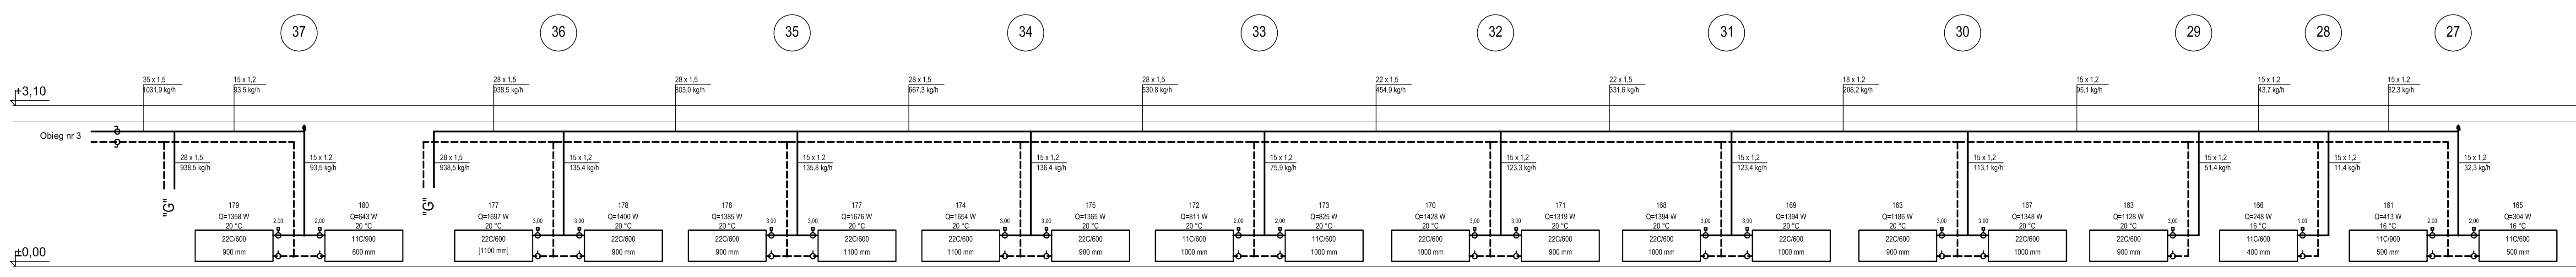 37 36 35 34 33 32 31 30 29 28 27
35 x 1,5 15 x 1,2 28 x 1,5 28 x 1,5 28 x 1,5 28 x 1,5 22 x 1,5 22 x 1,5 18 x 1,2 15 x 1,2 15 x 1,2 15 x 1,2
1031,9 kg/h 93,5 kg/h 938,5 kg/h 803,0 kg/h 667,3 kg/h 530,8 kg/h 454,9 kg/h 331,6 kg/h 208,2 kg/h 95,1 kg/h 43,7 kg/h 32,3 kg/h
+3,10
Obieg nr 3
28 x 1,5 15 x 1,2 28 x 1,5 15 x 1,2 15 x 1,2 15 x 1,2 15 x 1,2 15 x 1,2 15 x 1,2 15 x 1,2 15 x 1,2 15 x 1,2 15 x 1,2
938,5 kg/h 93,5 kg/h 938,5 kg/h 135,4 kg/h 135,8 kg/h 136,4 kg/h 75,9 kg/h 123,3 kg/h 123,4 kg/h 113,1 kg/h 51,4 kg/h 11,4 kg/h 32,3 kg/h
"G" "G"
179 180 177 178 176 177 174 175 172 173 170 171 168 169 163 167 163 166 161 165
Q=1358 W Q=643 W Q=1697 W Q=1400 W Q=1385 W Q=1676 W Q=1654 W Q=1365 W Q=811 W Q=825 W Q=1428 W Q=1319 W Q=1394 W Q=1394 W Q=1186 W Q=1348 W Q=1128 W Q=248 W Q=413 W Q=304 W
2,00 2,00 3,00 3,00 3,00 3,00 3,00 3,00 2,00 2,00 3,00 3,00 3,00 3,00 3,00 3,00 3,00 1,00 2,00 2,00
20 °C 20 °C 20 °C 20 °C 20 °C 20 °C 20 °C 20 °C 20 °C 20 °C 20 °C 20 °C 20 °C 20 °C 20 °C 20 °C 20 °C 16 °C 16 °C 16 °C
22C/600 11C/900 22C/600 22C/600 22C/600 22C/600 22C/600 22C/600 11C/600 11C/600 22C/600 22C/600 22C/600 22C/600 22C/600 22C/600 22C/600 11C/600 11C/900 11C/600
±0,00
900 mm 600 mm [1100 mm] 900 mm 900 mm 1100 mm 1100 mm 900 mm 1000 mm 1000 mm 1000 mm 900 mm 1000 mm 1000 mm 900 mm 1000 mm 900 mm 400 mm 500 mm 500 mm